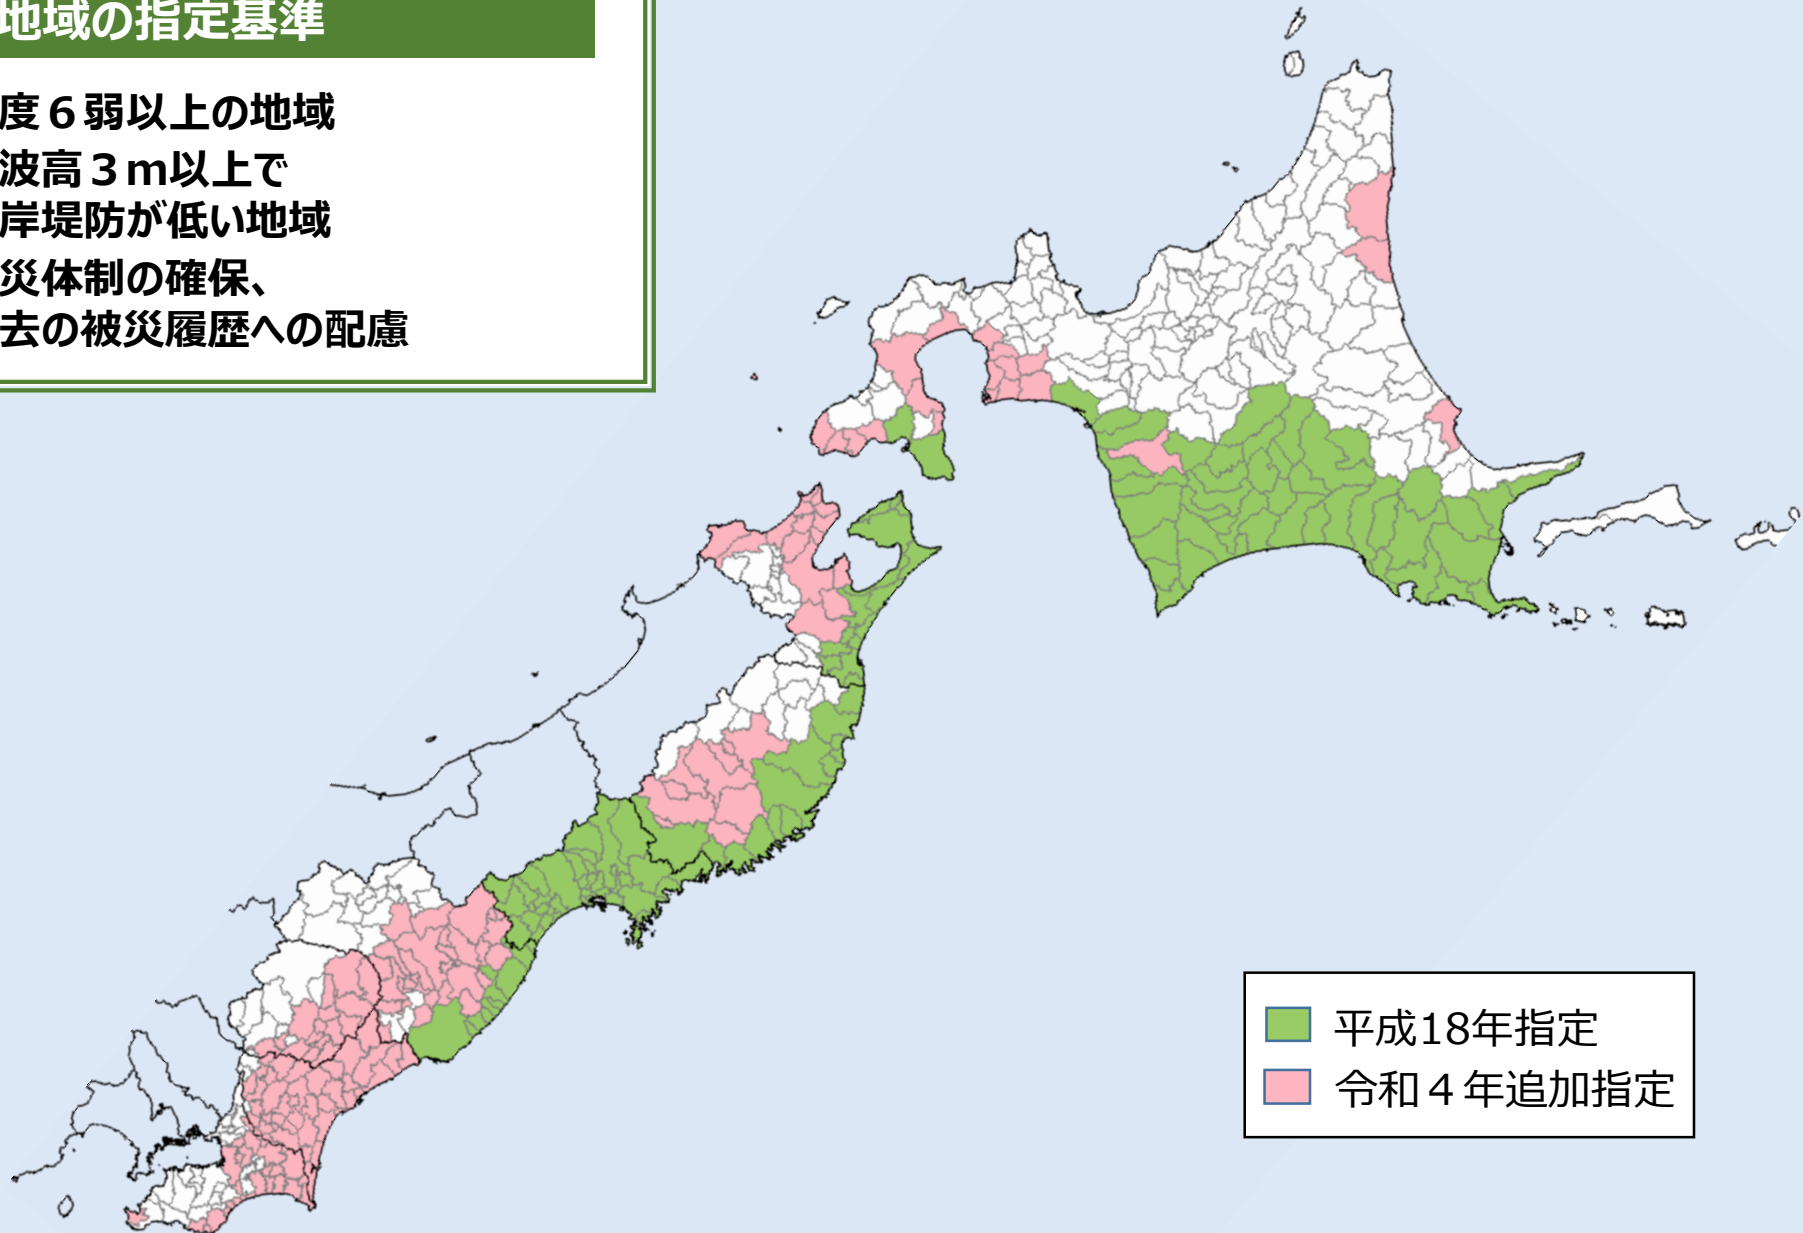 地域の指定基準
度６弱以上の地域
波高３ｍ以上で
岸堤防が低い地域
災体制の確保、
去の被災履歴への配慮
平成18年指定
令和４年追加指定